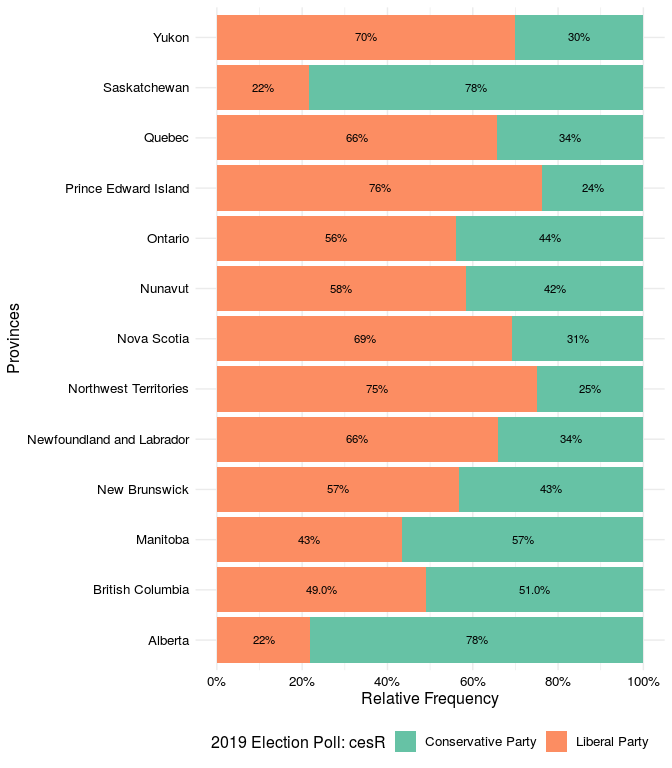 Yukon 70% 30%
Saskatchewan 22% 78%
Quebec 66% 34%
Prince Edward Island 76% 24%
Ontario 56% 44%
Nunavut 58% 42%
Nova Scotia 69% 31%
Northwest Territories 75% 25%
Newfoundland and Labrador 66% 34%
New Brunswick 57% 43%
Manitoba 43% 57%
British Columbia 49.0% 51.0%
Alberta 22% 78%
Provinces
0% 20% 40% 60% 80% 100%
Relative Frequency
2019 Election Poll: cesR Conservative Party Liberal Party